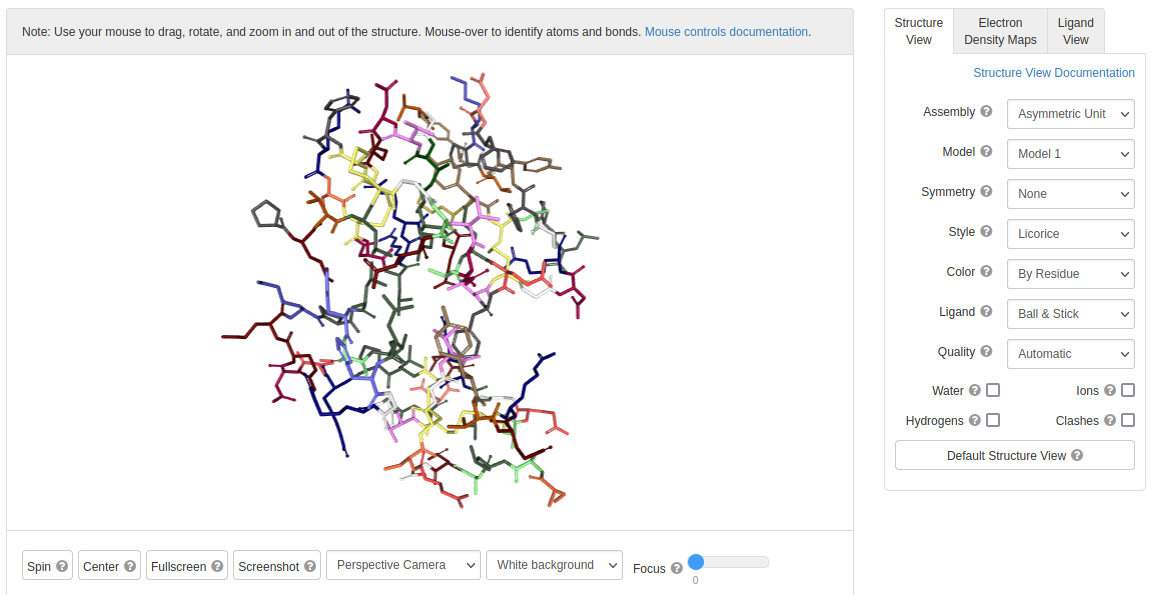 Note: Use your mouse to drag, rotate, and zoom in and out of the structure. Mouse-over to identify atoms and bonds. Mouse controls documentation.
Structure View
Electron Density Maps
Ligand View
Structure View Documentation
Assembly ? Asymmetric Unit
Model ? Model 1
Symmetry ? None
Style ? Licorice
Color ? By Residue
Ligand ? Ball & Stick
Quality ? Automatic
Water ? Ions ?
Hydrogens ? Clashes ?
Default Structure View ?
Spin ? Center ? Fullscreen ? Screenshot ? Perspective Camera White background Focus ?
0